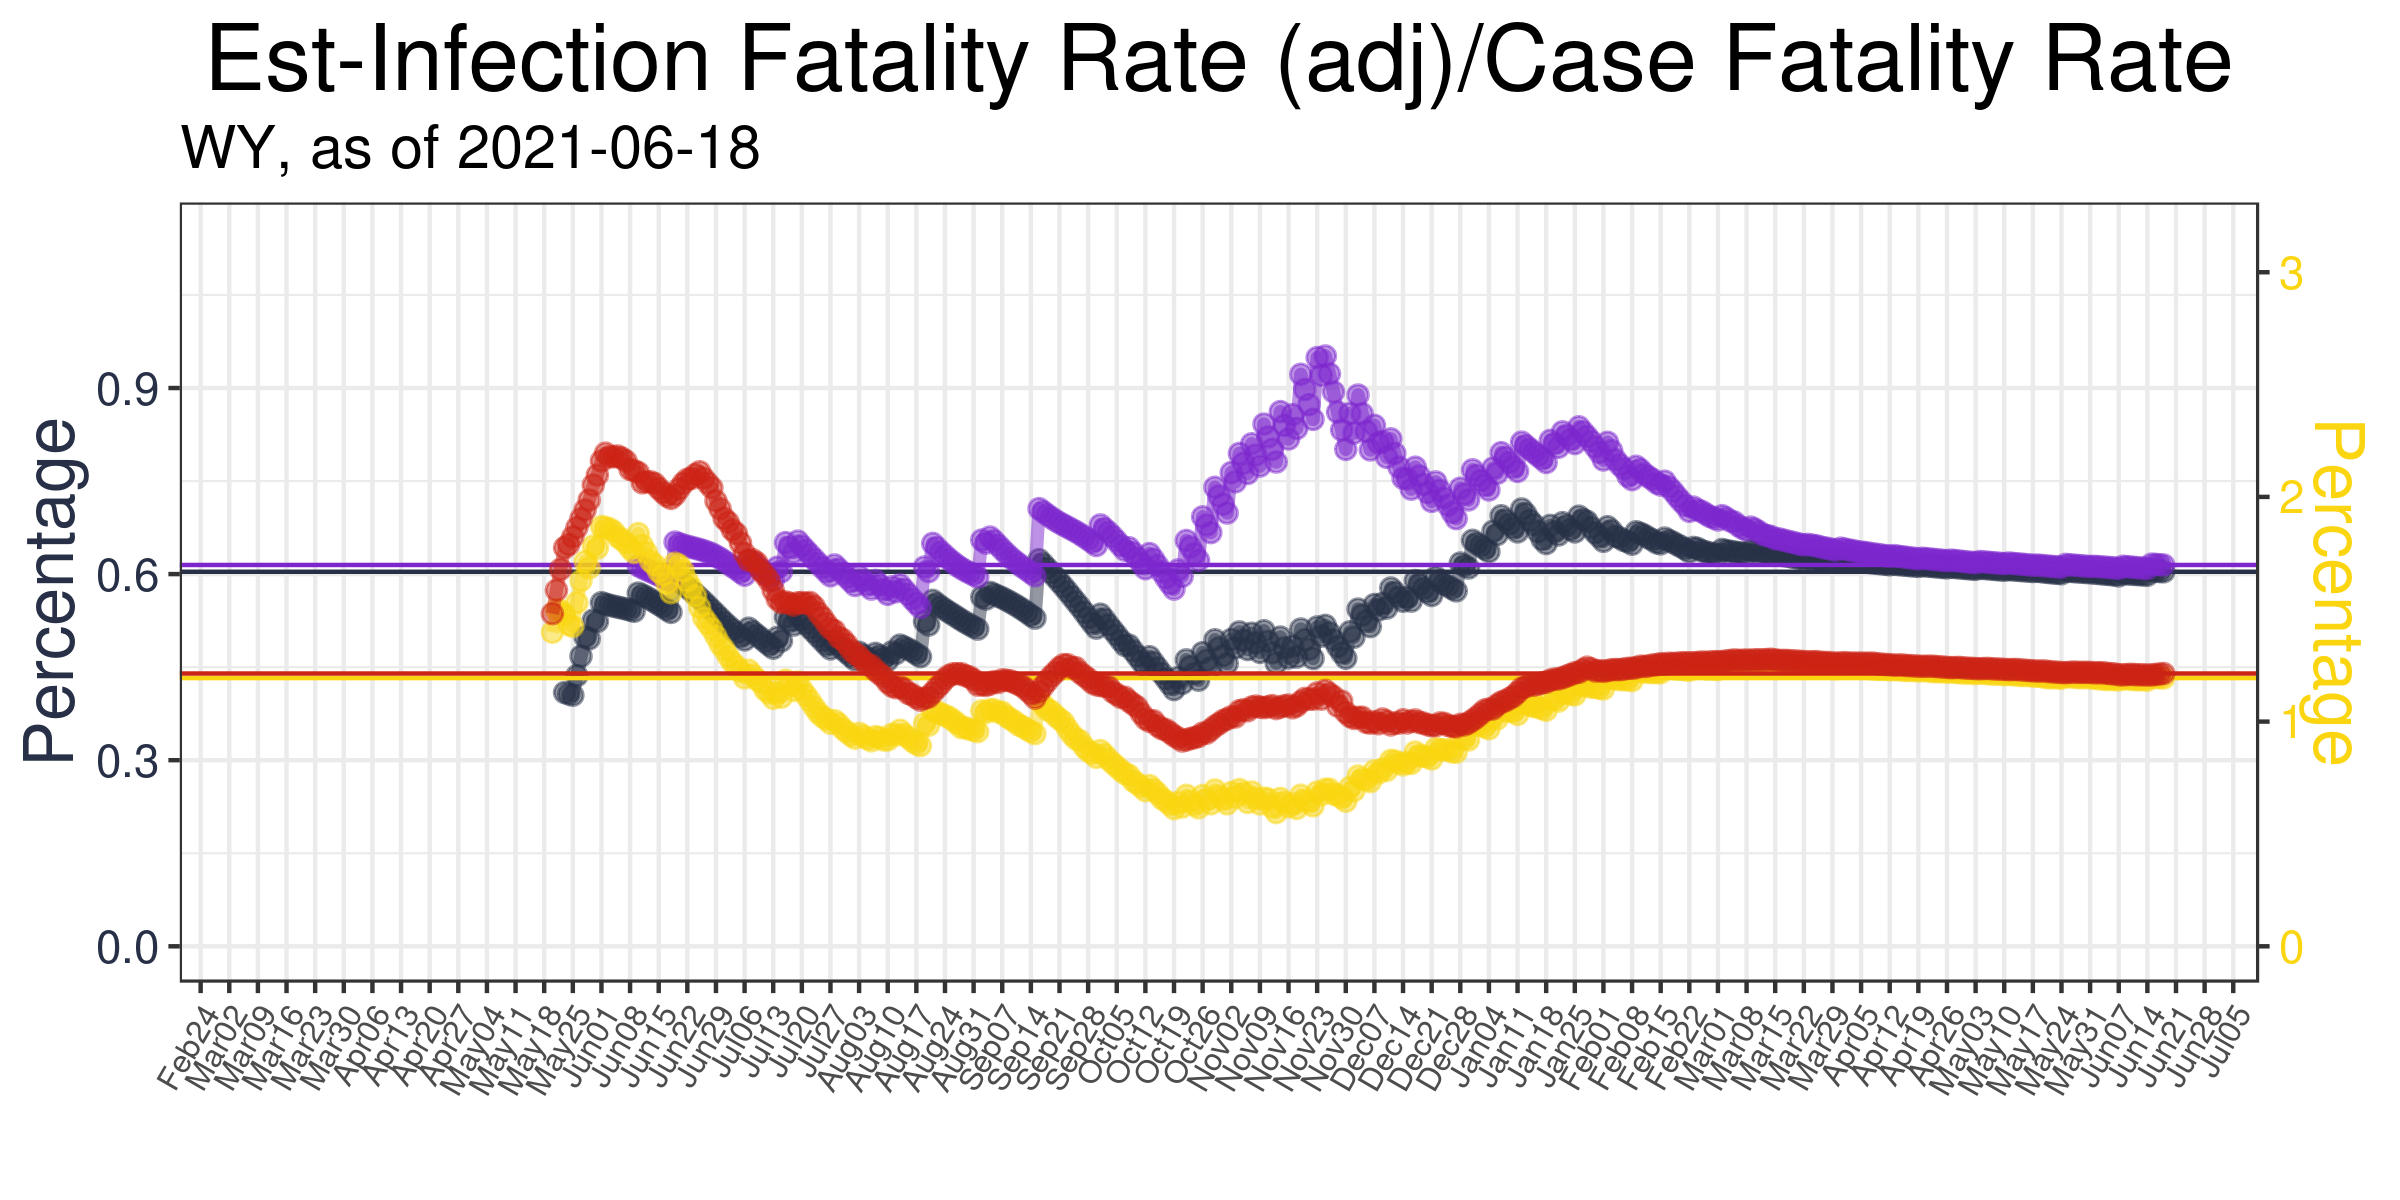 Est-Infection Fatality Rate (adj)/Case Fatality Rate
WY, as of 2021-06-18
Percentage
0.9
0.6
0.3
0.0
3
2
1
0
Percentage
Feb24
Mar02
Mar09
Mar16
Mar23
Mar30
Apr06
Apr13
Apr20
Apr27
May04
May11
May18
May25
Jun01
Jun08
Jun15
Jun22
Jun29
Jul06
Jul13
Jul20
Jul27
Aug03
Aug10
Aug17
Aug24
Aug31
Sep07
Sep14
Sep21
Sep28
Oct05
Oct12
Oct19
Oct26
Nov02
Nov09
Nov16
Nov23
Nov30
Dec07
Dec14
Dec21
Dec28
Jan04
Jan11
Jan18
Jan25
Feb01
Feb08
Feb15
Feb22
Mar01
Mar08
Mar15
Mar22
Mar29
Apr05
Apr12
Apr19
Apr26
May03
May10
May17
May24
May31
Jun07
Jun14
Jun21
Jun28
Jul05